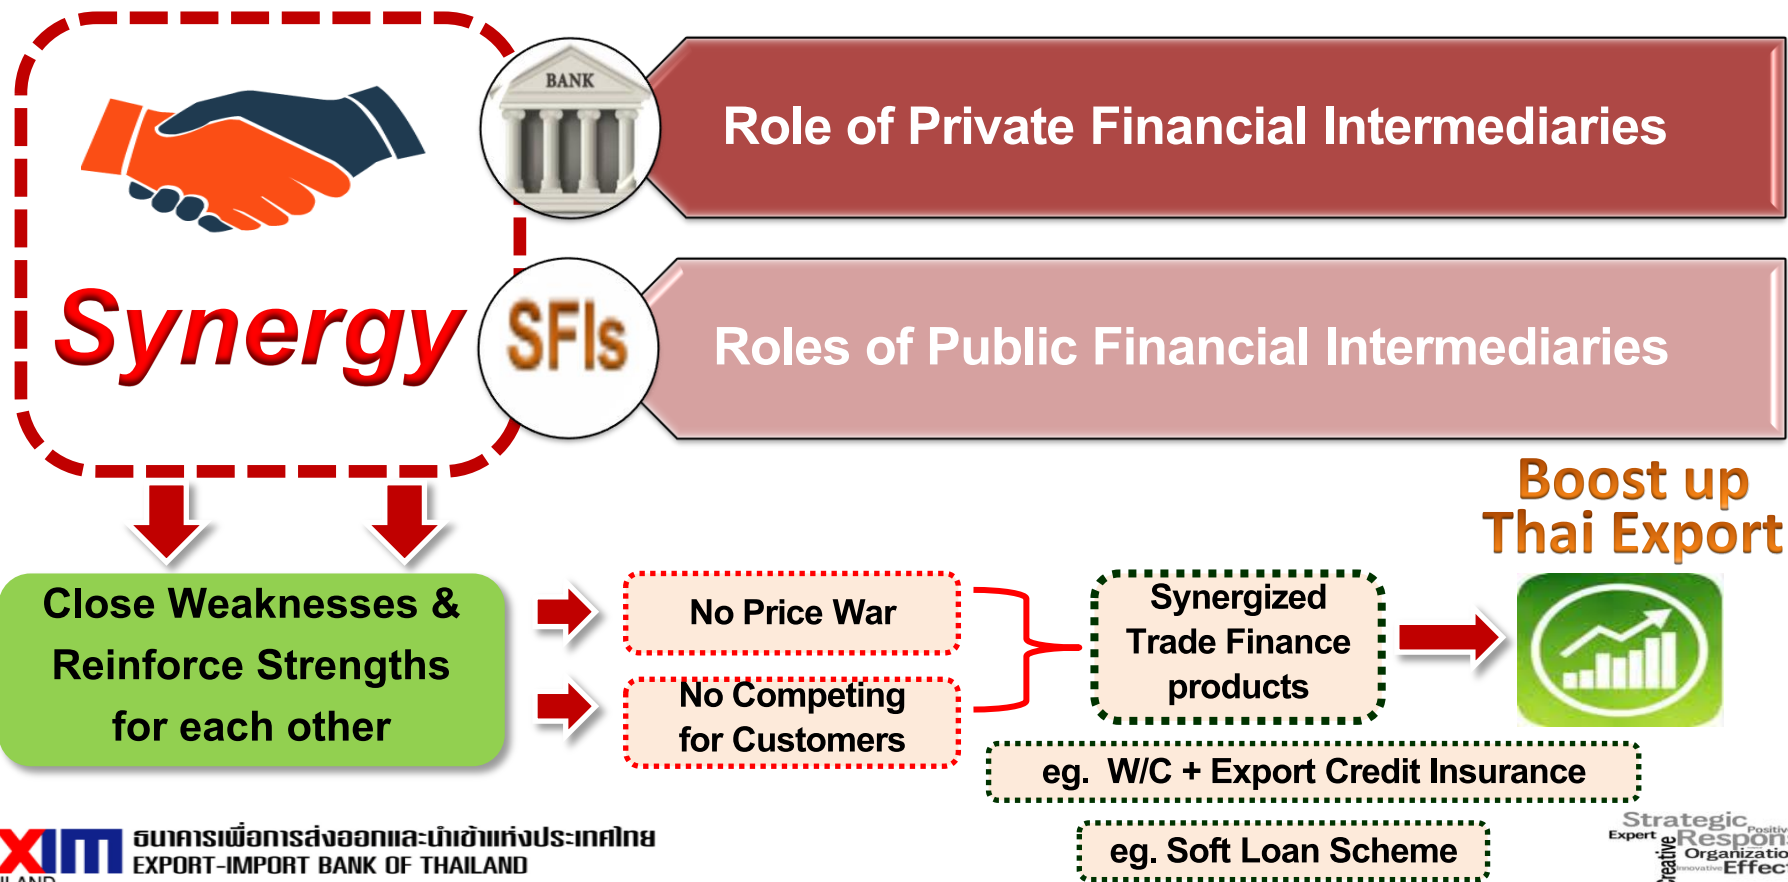 BANK
Role of Private Financial Intermediaries
Synergy
SFIs
Roles of Public Financial Intermediaries
Boost up
Thai Export
Close Weaknesses &
Reinforce Strengths
for each other
No Price War
No Competing
for Customers
Synergized
Trade Finance
products
eg. W/C + Export Credit Insurance
eg. Soft Loan Scheme
XIM
ธนาคารเพื่อการส่งออกและนำเข้าแห่งประเทศไทย
EXPORT-IMPORT BANK OF THAILAND
Strategic
Expert
Creative
Organizatio
Innovative
Effec